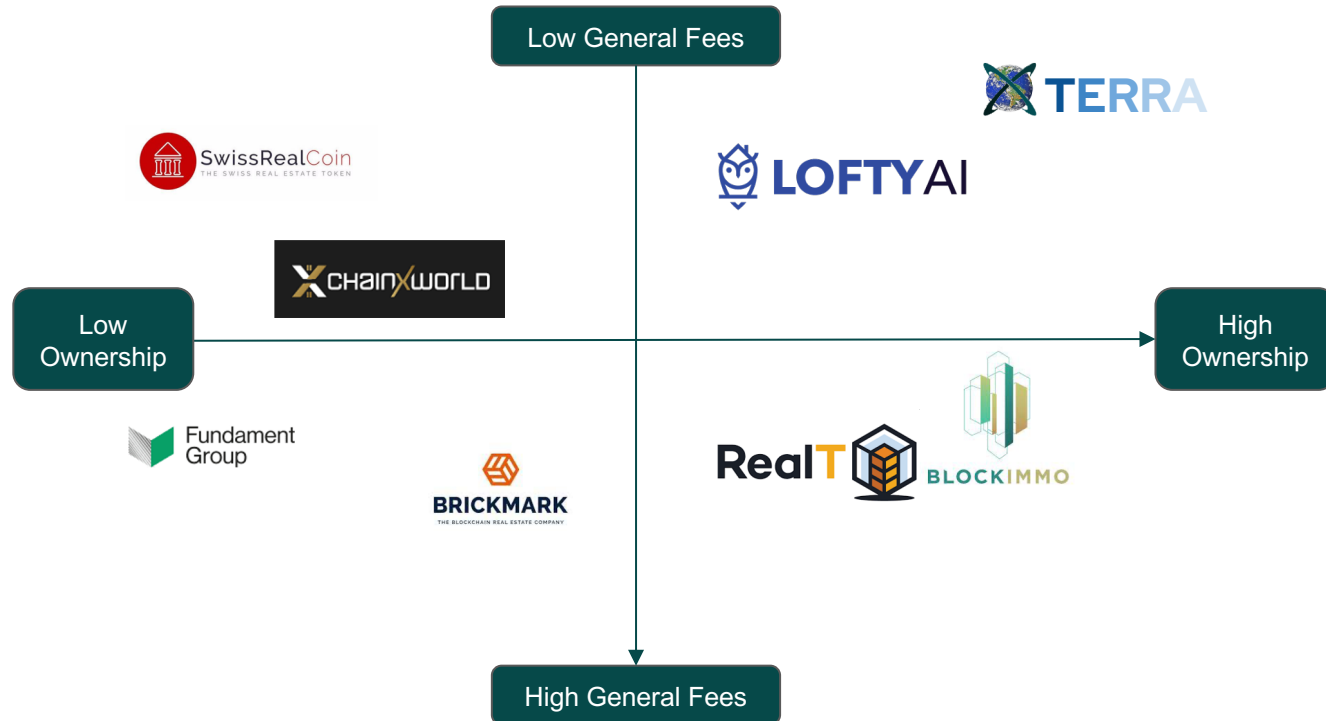 Low General Fees
TERRA
SwissRealCoin
THE SWISS REAL ESTATE TOKEN
LOFTYAI
CHAINXWORLD
Low
Ownership
High
Ownership
Fundament
Group
RealT
BLOCKIMMO
BRICKMARK
THE BLOCKCHAIN REAL ESTATE COMPANY
High General Fees